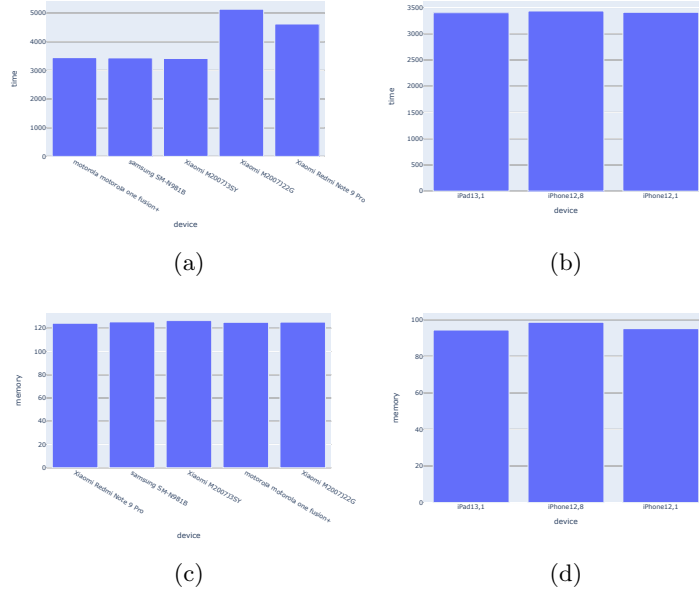 5000
4000
3000
2000
1000
0
time
motorola motorola one fusion+
samsung SM-N981B
Xiaomi M2007J3SY
Xiaomi M2007J22G
Xiaomi Redmi Note 9 Pro
device
(a)
3500
3000
2500
2000
1500
1000
500
0
time
iPad13,1
iPhone12,8
iPhone12,1
device
(b)
120
100
80
60
40
20
0
memory
Xiaomi Redmi Note 9 Pro
samsung SM-N981B
Xiaomi M2007J3SY
motorola motorola one fusion+
Xiaomi M2007J22G
device
(c)
100
80
60
40
20
0
memory
iPad13,1
iPhone12,8
iPhone12,1
device
(d)